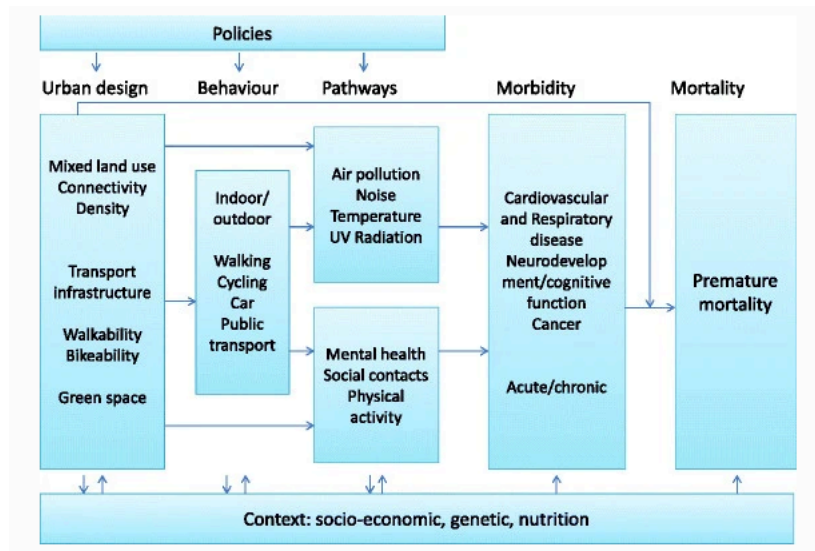 Policies
Urban design
Behaviour
Pathways
Morbidity
Mortality
Mixed land use
Connectivity
Density
Transport
infrastructure
Walkability
Bikeability
Green space
Indoor/
outdoor
Walking
Cycling
Car
Public
transport
Air pollution
Noise
Temperature
UV Radiation
Mental health
Social contacts
Physical
activity
Cardiovascular
and Respiratory
disease
Neurodevelop
ment/cognitive
function
Cancer
Acute/chronic
Premature
mortality
Context: socio-economic, genetic, nutrition